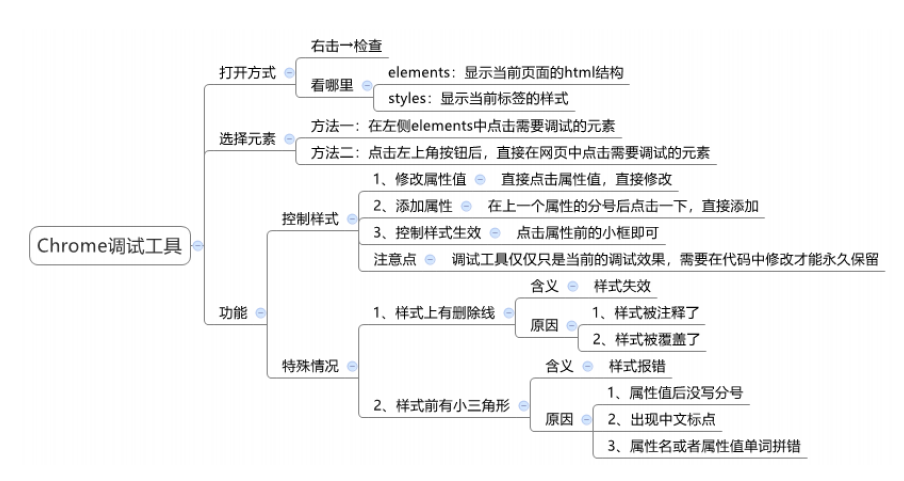 Chrome调试工具
打开方式
右击→检查
看哪里
elements：显示当前页面的html结构
styles：显示当前标签的样式
选择元素
方法一：在左侧elements中点击需要调试的元素
方法二：点击左上角按钮后，直接在网页中点击需要调试的元素
功能
控制样式
1、修改属性值
直接点击属性值，直接修改
2、添加属性
在上一个属性的分号后点击一下，直接添加
3、控制样式生效
点击属性前的小框即可
注意点
调试工具仅仅只是当前的调试效果，需要在代码中修改才能永久保留
特殊情况
1、样式上有删除线
含义
样式失效
原因
1、样式被注释了
2、样式被覆盖了
2、样式前有小三角形
含义
样式报错
原因
1、属性值后没写分号
2、出现中文标点
3、属性名或者属性值单词拼错